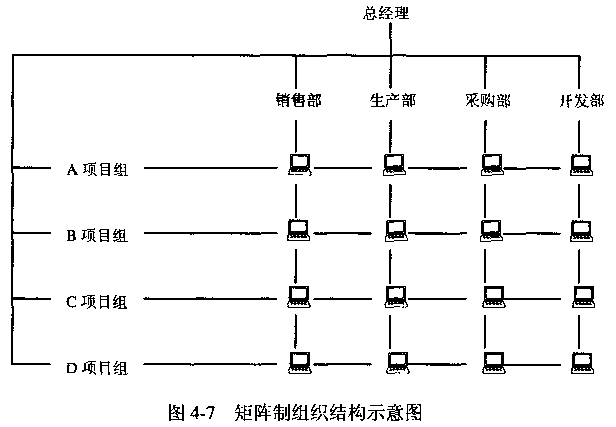 总经理
销售部 生产部 采购部 开发部
A 项目组
B 项目组
C 项目组
D 项目组
图 4-7 矩阵制组织结构示意图